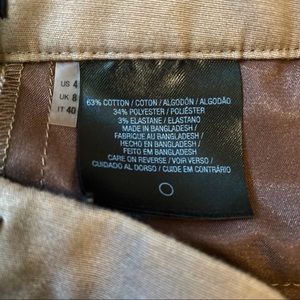 US 4
UK 8
IT 40
63% COTTON / COTON / ALGODÓN / ALGODÃO
34% POLYESTER / POLIÉSTER
3% ELASTANE / ELASTANO
MADE IN BANGLADESH /
FABRIQUE AU BANGLADESH /
HECHO EN BANGLADESH /
FEITO EM BANGLADESH
CARE ON REVERSE / VOIR VERSO /
CUIDADO AL DORSO / CUIDE EM CONTRÁRIO